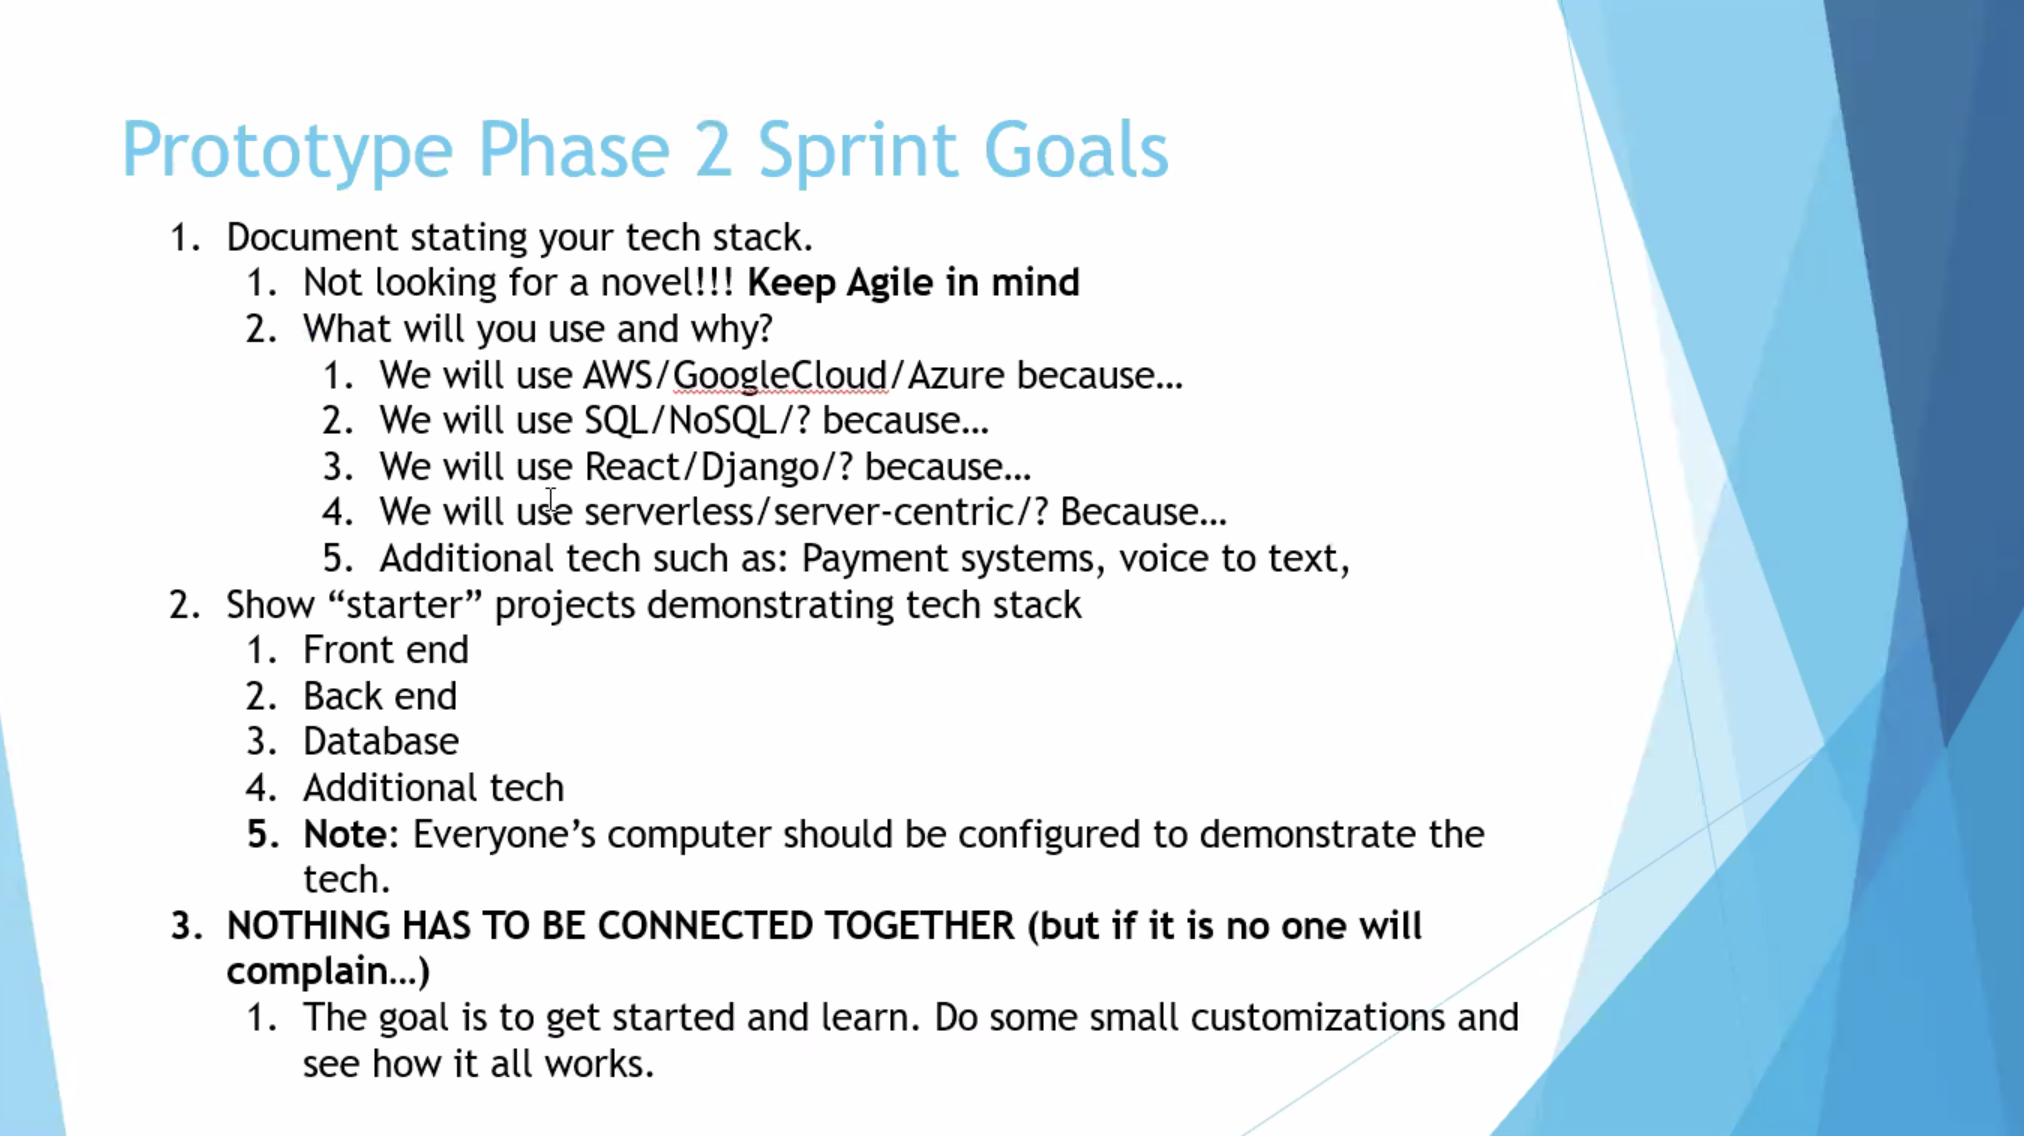 Prototype Phase 2 Sprint Goals
1. Document stating your tech stack.
1. Not looking for a novel!!! Keep Agile in mind
2. What will you use and why?
1. We will use AWS/GoogleCloud/Azure because…
2. We will use SQL/NoSQL/? because…
3. We will use React/Django/? because…
4. We will use serverless/server-centric/? Because…
5. Additional tech such as: Payment systems, voice to text,
2. Show “starter” projects demonstrating tech stack
1. Front end
2. Back end
3. Database
4. Additional tech
5. Note: Everyone’s computer should be configured to demonstrate the
tech.
3. NOTHING HAS TO BE CONNECTED TOGETHER (but if it is no one will
complain…)
1. The goal is to get started and learn. Do some small customizations and
see how it all works.